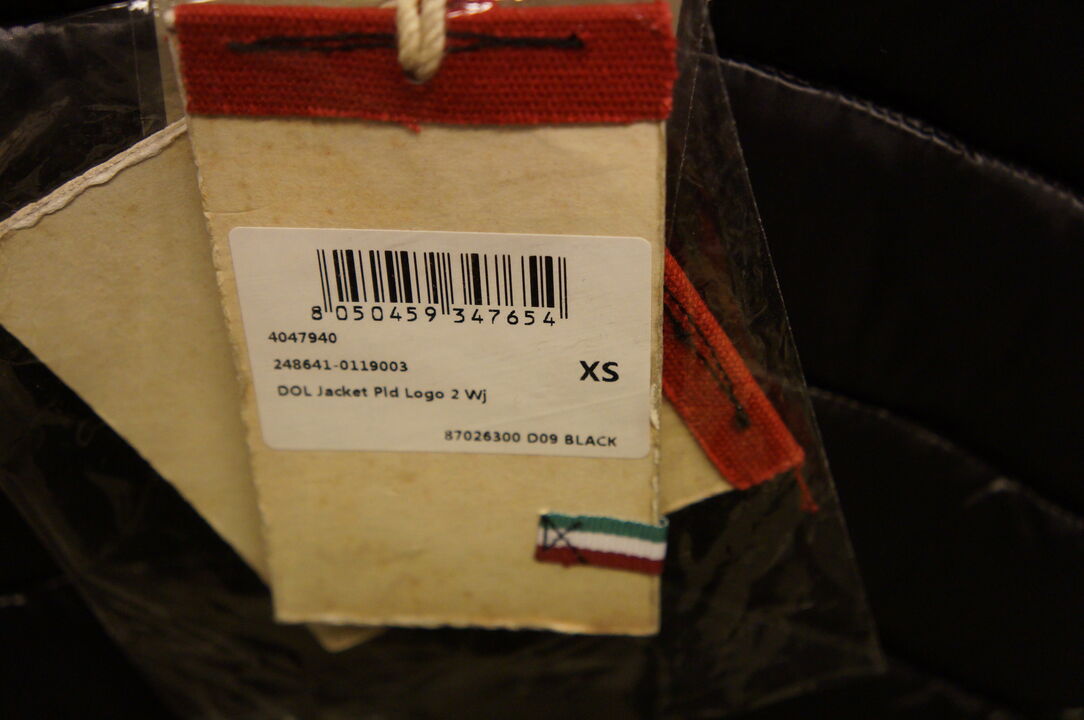 8 050459 347654
4047940
248641-0119003
XS
DOL Jacket Pld Logo 2 Wj
87026300 D09 BLACK